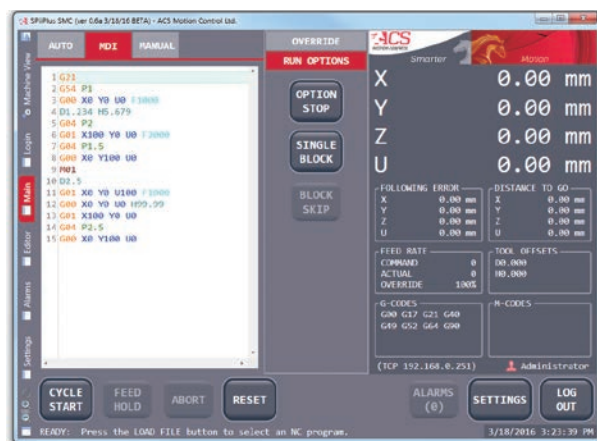 SPiiPlus SMC (ver 0.6a 3/18/16 BETA) - ACS Motion Control Ltd.
AUTO MDI MANUAL
OVERRIDE
RUN OPTIONS
OPTION STOP
SINGLE BLOCK
BLOCK SKIP
ACS
MOTION CONTROL
Smarter Motion
Machine View
Login
Main
Editor
Alarms
Settings
1 G21
2 G54 P1
3 G00 X0 Y0 U0 F1000
4 D1.234 H5.679
5 G04 P2
6 G01 X100 Y0 U0 F2000
7 G04 P1.5
8 G00 X0 Y100 U0
9 M01
10 D2.5
11 G01 X0 Y0 U100 F1000
12 G00 X0 Y0 U0 H99.99
13 G01 X100 Y0 U0
14 G04 P2.5
15 G00 X0 Y100 U0
X 0.00 mm
Y 0.00 mm
Z 0.00 mm
U 0.00 mm
FOLLOWING ERROR
X 0.00 mm
Y 0.00 mm
Z 0.00 mm
U 0.00 mm
DISTANCE TO GO
X 0.00 mm
Y 0.00 mm
Z 0.00 mm
U 0.00 mm
FEED RATE
COMMAND 0
ACTUAL 0
OVERRIDE 100%
TOOL OFFSETS
D0.000
H0.000
G-CODES
G00 G17 G21 G40
G49 G52 G64 G90
M-CODES
(TCP 192.168.0.251) Administrator
CYCLE START
FEED HOLD
ABORT
RESET
ALARMS (0)
SETTINGS
LOG OUT
READY: Press the LOAD FILE button to select an NC program.
3/18/2016 3:23:39 PM